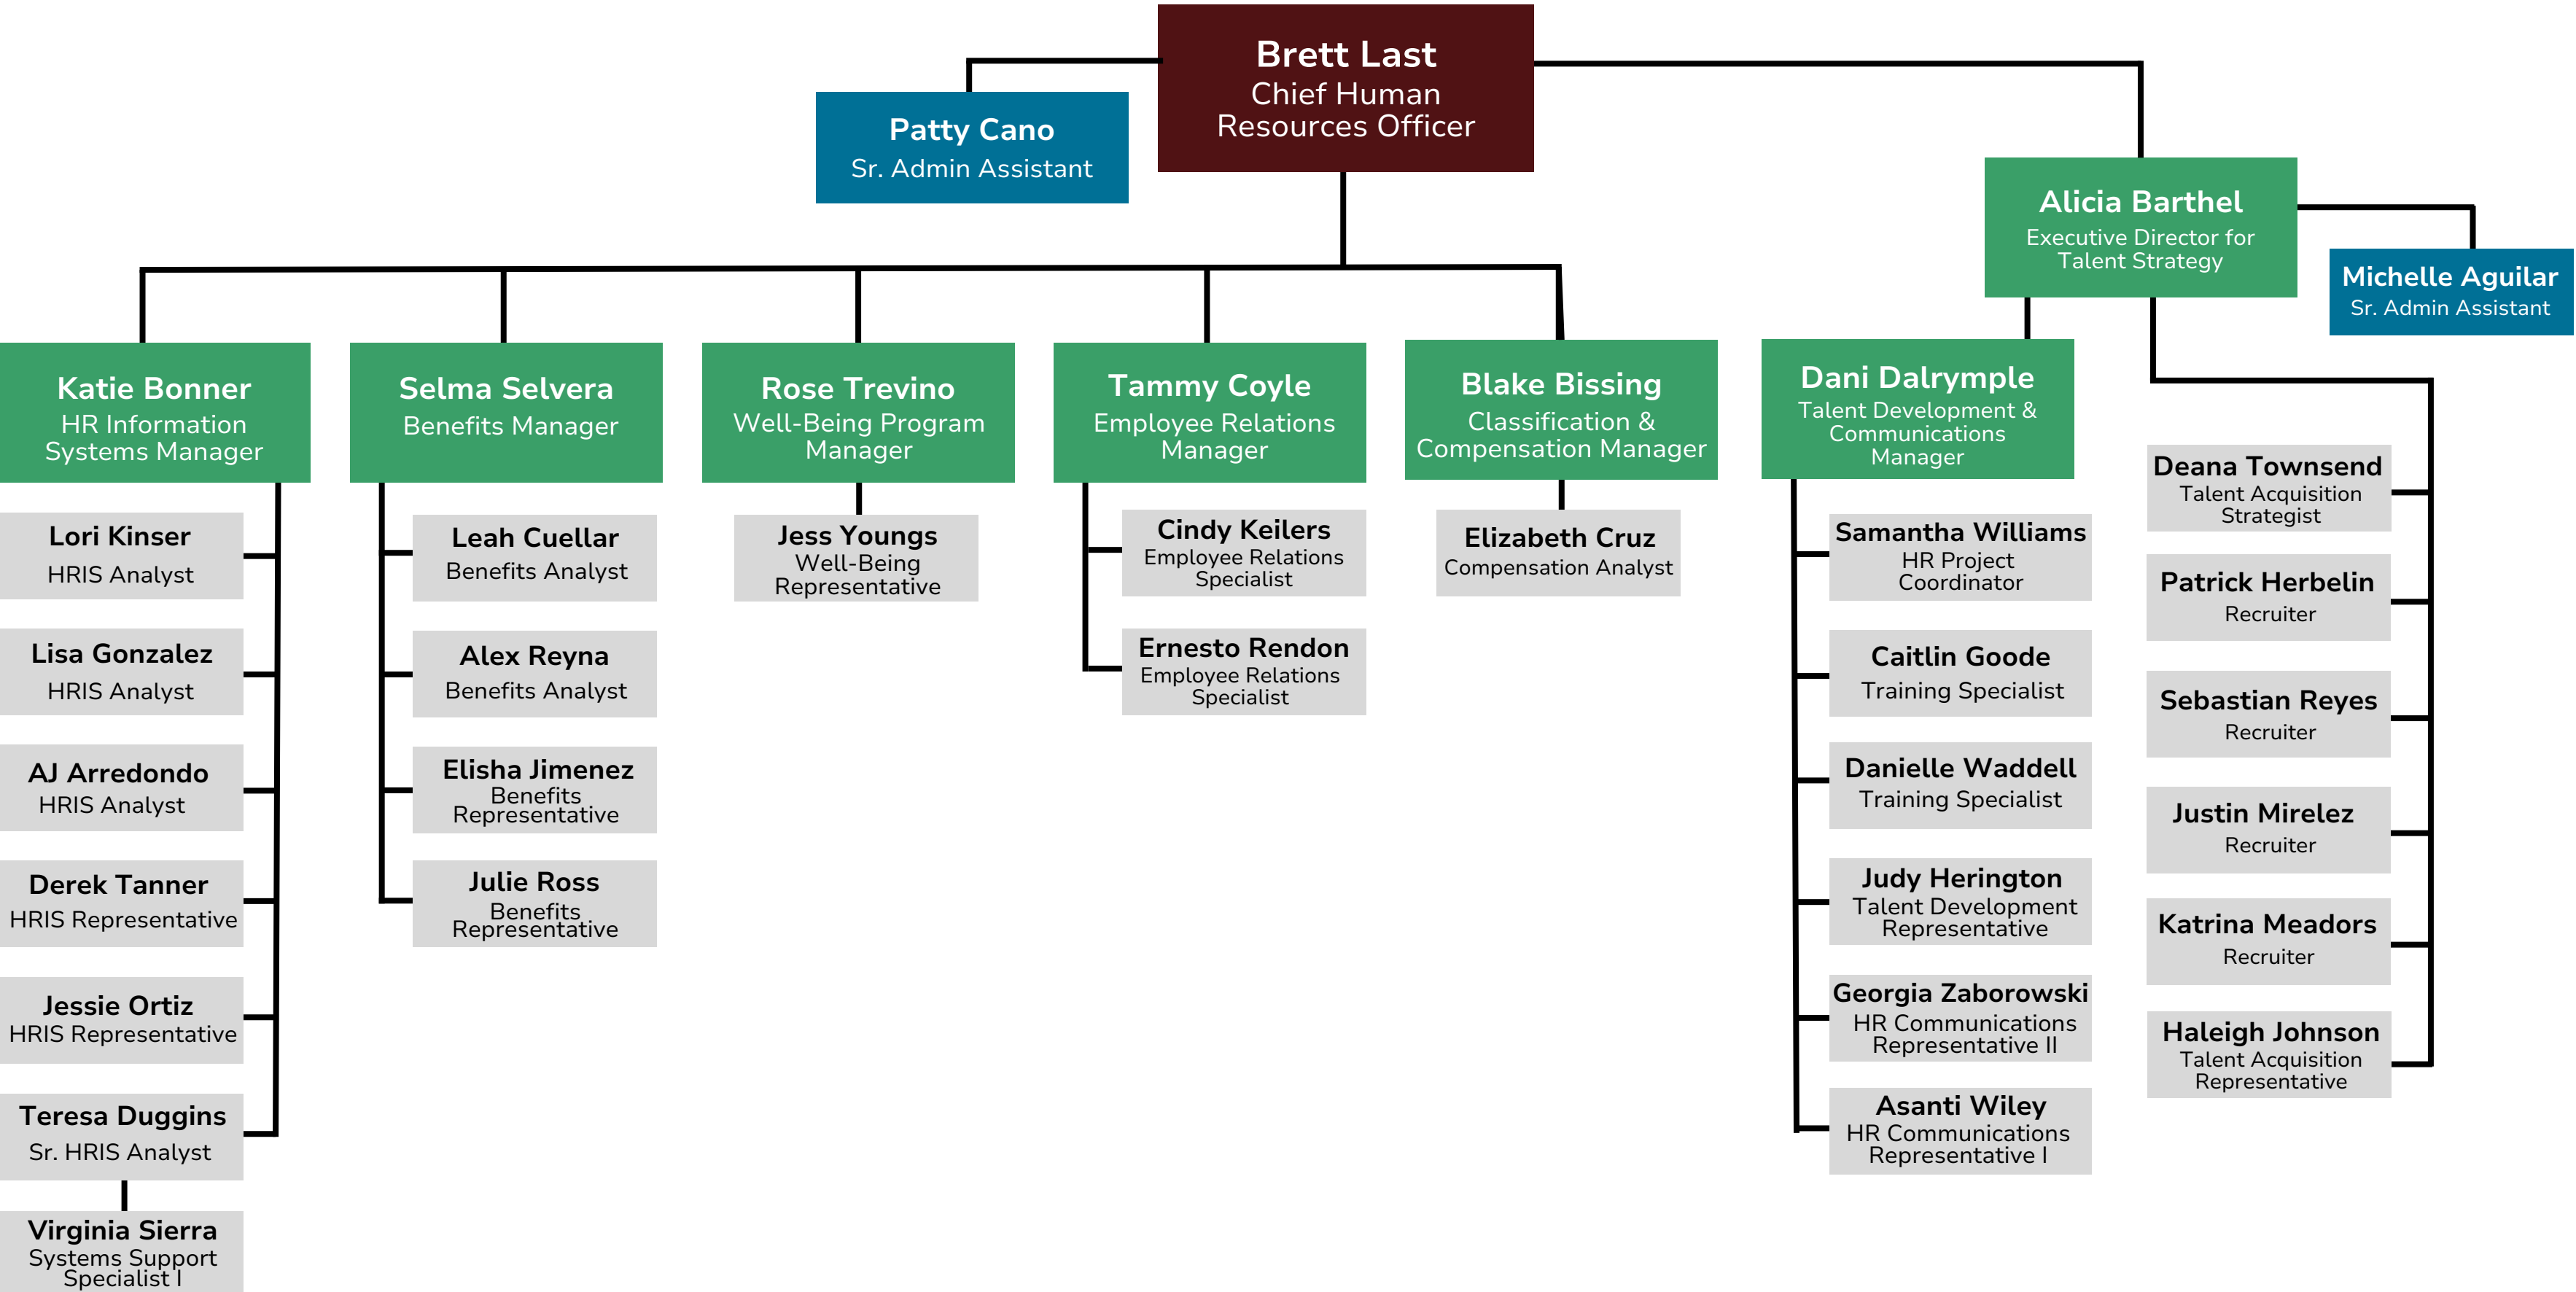 Brett Last
Chief Human
Resources Officer
Patty Cano
Sr. Admin Assistant
Alicia Barthel
Executive Director for
Talent Strategy
Michelle Aguilar
Sr. Admin Assistant
Katie Bonner
HR Information
Systems Manager
Lori Kinser
HRIS Analyst
Lisa Gonzalez
HRIS Analyst
AJ Arredondo
HRIS Analyst
Derek Tanner
HRIS Representative
Jessie Ortiz
HRIS Representative
Teresa Duggins
Sr. HRIS Analyst
Virginia Sierra
Systems Support
Specialist I
Selma Selvera
Benefits Manager
Leah Cuellar
Benefits Analyst
Alex Reyna
Benefits Analyst
Elisha Jimenez
Benefits
Representative
Julie Ross
Benefits
Representative
Rose Trevino
Well-Being Program
Manager
Jess Youngs
Well-Being
Representative
Tammy Coyle
Employee Relations
Manager
Cindy Keilers
Employee Relations
Specialist
Ernesto Rendon
Employee Relations
Specialist
Blake Bissing
Classification &
Compensation Manager
Elizabeth Cruz
Compensation Analyst
Dani Dalrymple
Talent Development &
Communications
Manager
Samantha Williams
HR Project
Coordinator
Caitlin Goode
Training Specialist
Danielle Waddell
Training Specialist
Judy Herington
Talent Development
Representative
Georgia Zaborowski
HR Communications
Representative II
Asanti Wiley
HR Communications
Representative I
Deana Townsend
Talent Acquisition
Strategist
Patrick Herbelin
Recruiter
Sebastian Reyes
Recruiter
Justin Mirelez
Recruiter
Katrina Meadors
Recruiter
Haleigh Johnson
Talent Acquisition
Representative